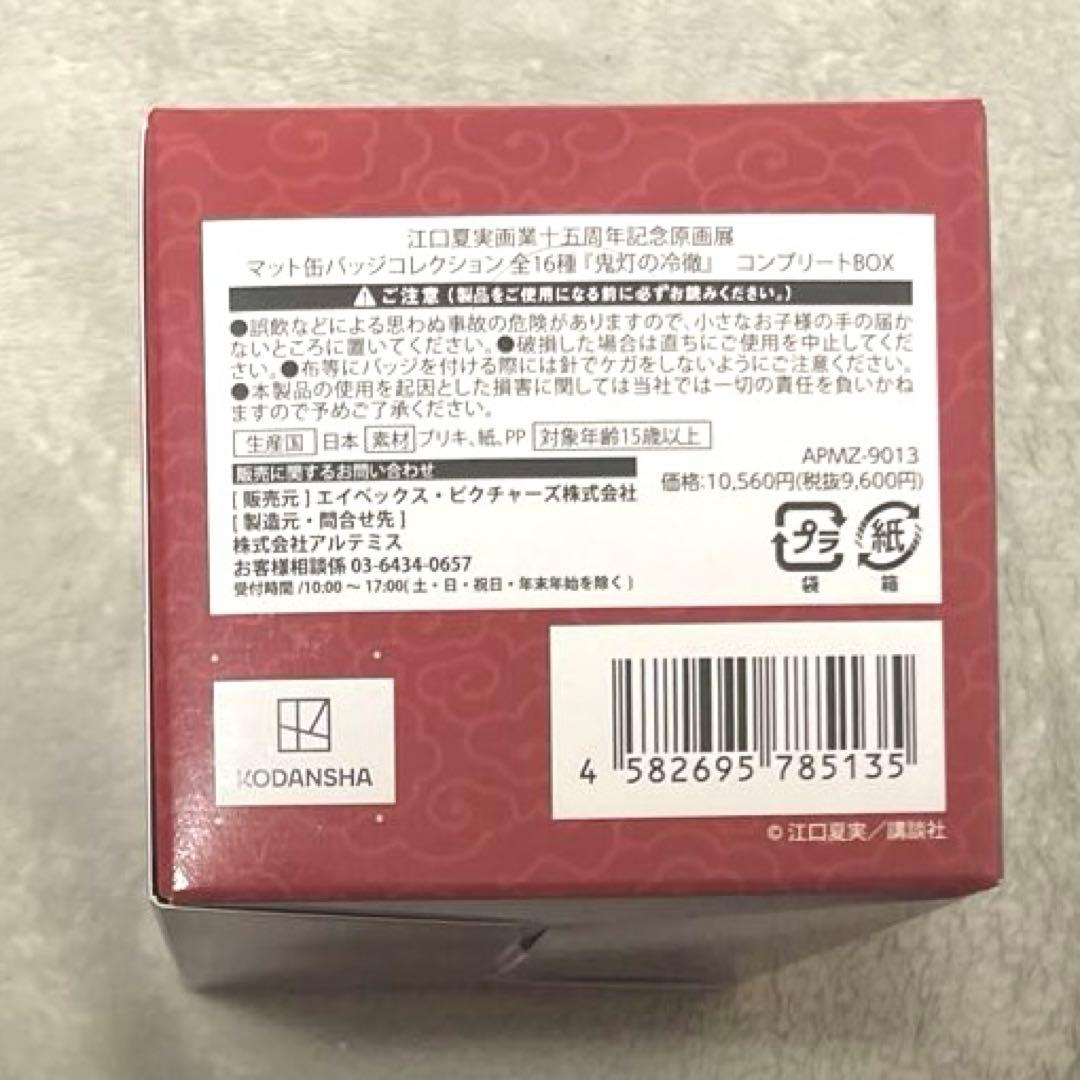 江口夏実画業十五周年記念原画展
マット缶バッジコレクション 全16種『鬼灯の冷徹』 コンプリートBOX
⚠ご注意（製品をご使用になる前に必ずお読みください。）
●誤飲などによる思わぬ事故の危険がありますので、小さなお子様の手の届か
ないところに置いてください。●破損した場合は直ちにご使用を中止してくだ
さい。●布等にバッジを付ける際には針でケガをしないようにご注意ください。
●本製品の使用を起因とした損害に関しては当社では一切の責任を負いかね
ますので予めご了承ください。
生産国 日本 素材 ブリキ、紙、PP 対象年齢15歳以上
APMZ-9013
価格:10,560円(税抜9,600円)
販売に関するお問い合わせ
[ 販売元 ] エイベックス・ピクチャーズ株式会社
[ 製造元・問合せ先 ]
株式会社アルテミス
お客様相談係 03-6434-0657
受付時間 /10:00 ～ 17:00( 土・日・祝日・年末年始を除く )
プラ 紙
袋 箱
KODANSHA
4 582695 785135
© 江口夏実／講談社